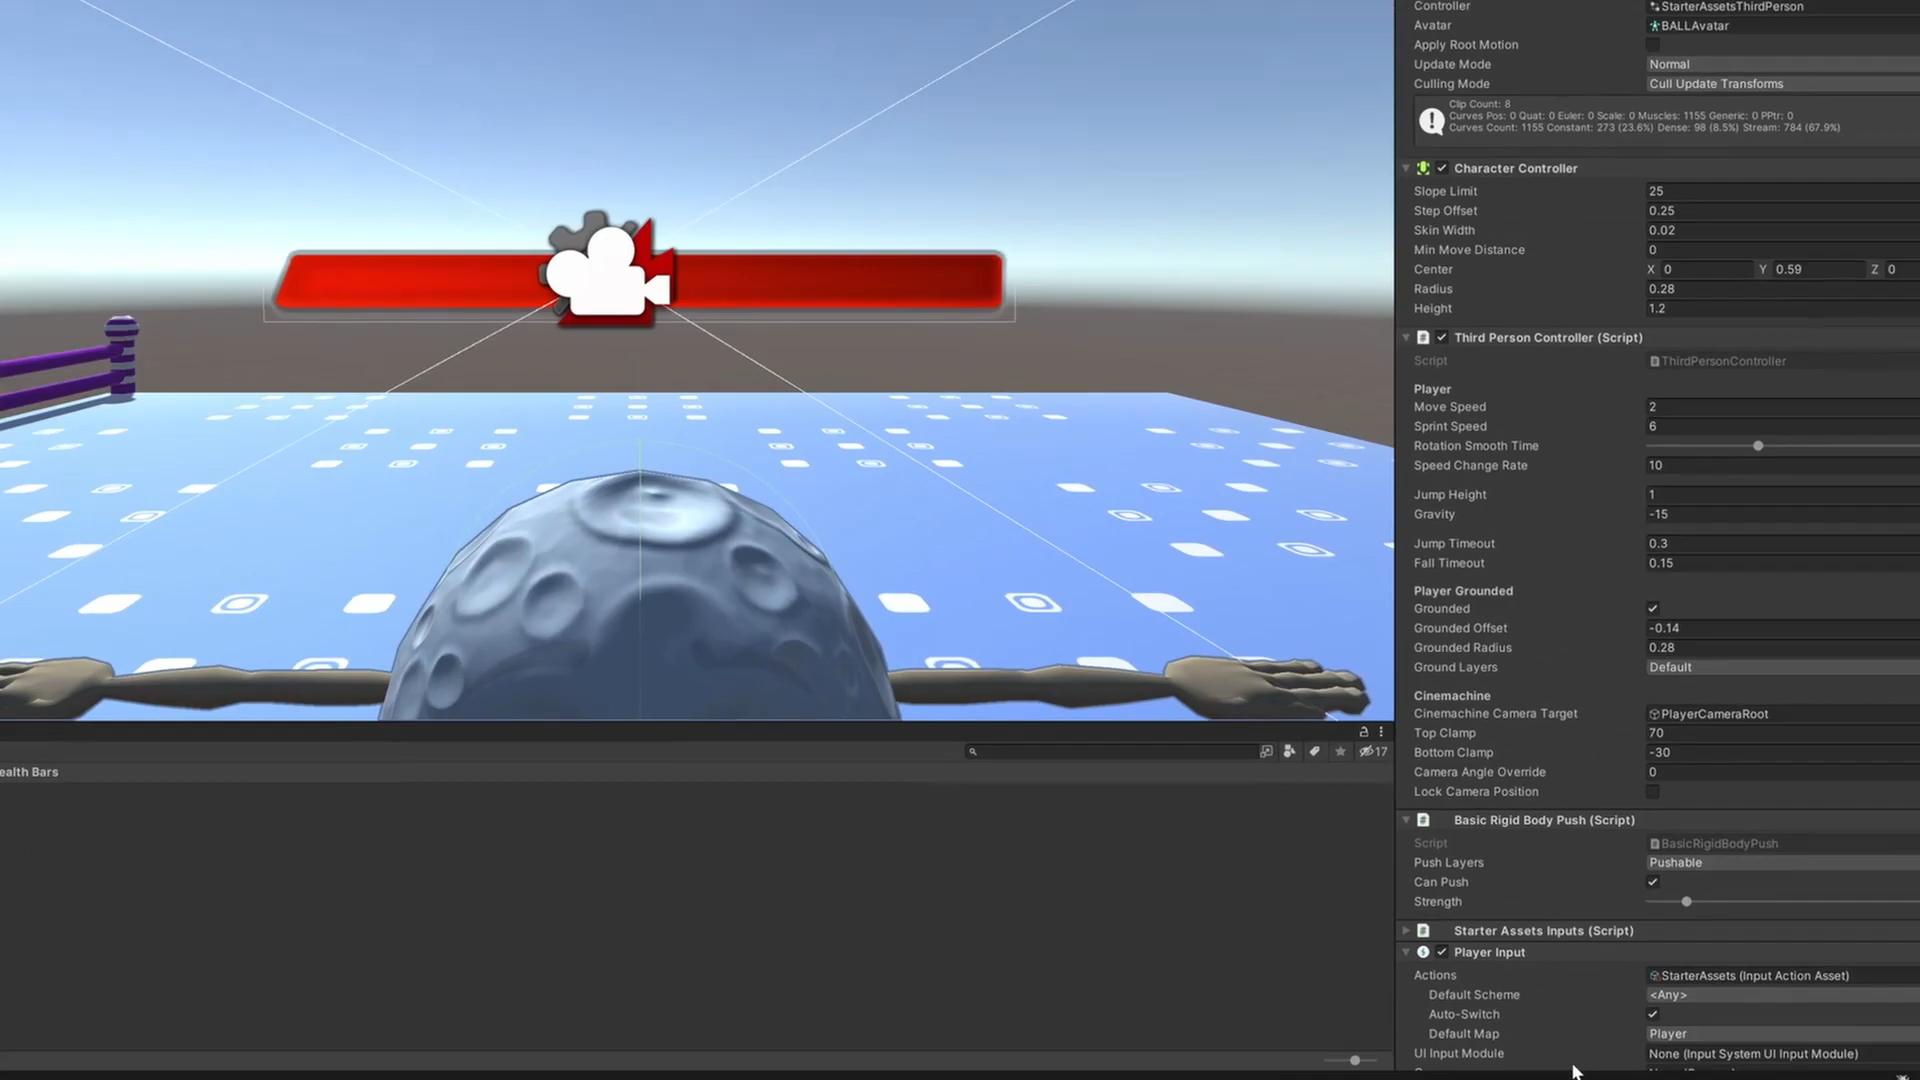 Controller StarterAssetsThirdPerson
Avatar BALLAvatar
Apply Root Motion
Update Mode Normal
Culling Mode Cull Update Transforms
Clip Count: 8
Curves Pos: 0 Quat: 0 Euler: 0 Scale: 0 Muscles: 1155 Generic: 0 PPtr: 0
Curves Count: 1155 Constant: 273 (23.6%) Dense: 98 (8.5%) Stream: 784 (67.9%)
Character Controller
Slope Limit 25
Step Offset 0.25
Skin Width 0.02
Min Move Distance 0
Center X 0 Y 0.59 Z 0
Radius 0.28
Height 1.2
Third Person Controller (Script)
Script ThirdPersonController
Player
Move Speed 2
Sprint Speed 6
Rotation Smooth Time
Speed Change Rate 10
Jump Height 1
Gravity -15
Jump Timeout 0.3
Fall Timeout 0.15
Player Grounded
Grounded
Grounded Offset -0.14
Grounded Radius 0.28
Ground Layers Default
Cinemachine
Cinemachine Camera Target PlayerCameraRoot
Top Clamp 70
Bottom Clamp -30
Camera Angle Override 0
Lock Camera Position
Basic Rigid Body Push (Script)
Script BasicRigidBodyPush
Push Layers Pushable
Can Push
Strength
Starter Assets Inputs (Script)
Player Input
Actions StarterAssets (Input Action Asset)
Default Scheme <Any>
Auto-Switch
Default Map Player
UI Input Module None (Input System UI Input Module)
17
ealth Bars